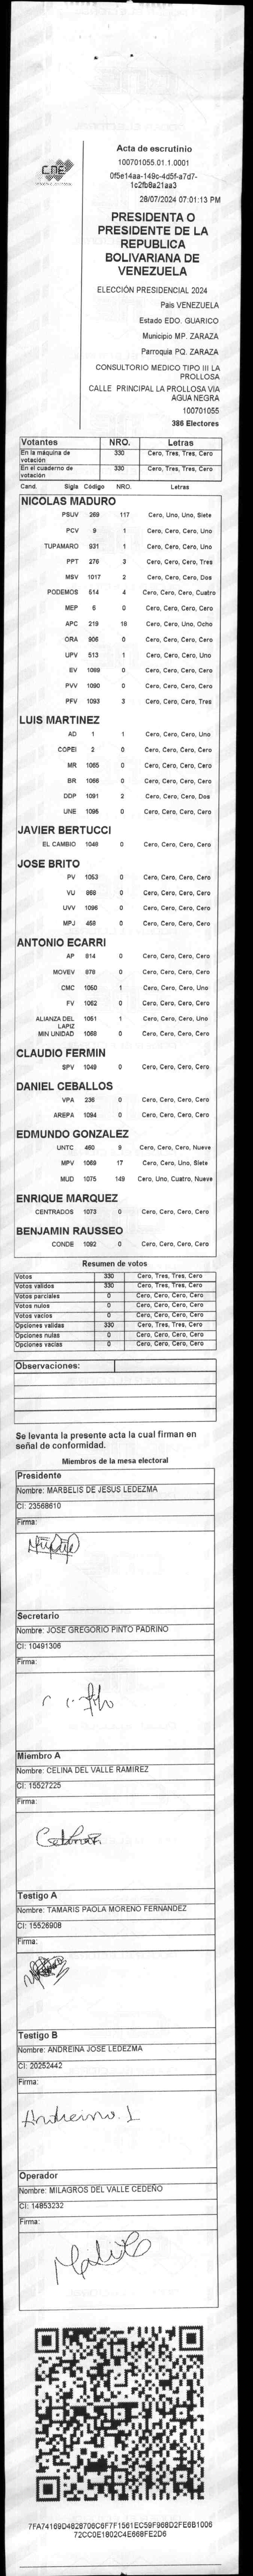 CNE
Acta de escrutinio
100701055.01.1.0001
0f5e14aa-149c-4d5f-a7d7-
1c2fb8a21aa3
28/07/2024 07:01:13 PM
PRESIDENTA O
PRESIDENTE DE LA
REPUBLICA
BOLIVARIANA DE
VENEZUELA
ELECCIÓN PRESIDENCIAL 2024
Pais VENEZUELA
Estado EDO. GUARICO
Municipio MP. ZARAZA
Parroquia PQ. ZARAZA
CONSULTORIO MEDICO TIPO III LA
PROLLOSA
CALLE PRINCIPAL LA PROLLOSA VIA
AGUA NEGRA
100701055
386 Electores
Votantes NRO. Letras
En la máquina de
votación 330 Cero, Tres, Tres, Cero
En el cuaderno de
votación 330 Cero, Tres, Tres, Cero
Cand. Sigla Código NRO. Letras
NICOLAS MADURO
PSUV 269 117 Cero, Uno, Uno, Siete
PCV 9 1 Cero, Cero, Cero, Uno
TUPAMARO 931 1 Cero, Cero, Cero, Uno
PPT 276 3 Cero, Cero, Cero, Tres
MSV 1017 2 Cero, Cero, Cero, Dos
PODEMOS 514 4 Cero, Cero, Cero, Cuatro
MEP 6 0 Cero, Cero, Cero, Cero
APC 219 18 Cero, Cero, Uno, Ocho
ORA 906 0 Cero, Cero, Cero, Cero
UPV 513 1 Cero, Cero, Cero, Uno
EV 1089 0 Cero, Cero, Cero, Cero
PVV 1090 0 Cero, Cero, Cero, Cero
PFV 1093 3 Cero, Cero, Cero, Tres
LUIS MARTINEZ
AD 1 1 Cero, Cero, Cero, Uno
COPEI 2 0 Cero, Cero, Cero, Cero
MR 1065 0 Cero, Cero, Cero, Cero
BR 1066 0 Cero, Cero, Cero, Cero
DDP 1091 2 Cero, Cero, Cero, Dos
UNE 1095 0 Cero, Cero, Cero, Cero
JAVIER BERTUCCI
EL CAMBIO 1048 0 Cero, Cero, Cero, Cero
JOSE BRITO
PV 1053 0 Cero, Cero, Cero, Cero
VU 868 0 Cero, Cero, Cero, Cero
UVV 1096 0 Cero, Cero, Cero, Cero
MPJ 458 0 Cero, Cero, Cero, Cero
ANTONIO ECARRI
AP 814 0 Cero, Cero, Cero, Cero
MOVEV 878 0 Cero, Cero, Cero, Cero
CMC 1050 1 Cero, Cero, Cero, Uno
FV 1062 0 Cero, Cero, Cero, Cero
ALIANZA DEL
LAPIZ 1051 1 Cero, Cero, Cero, Uno
MIN UNIDAD 1068 0 Cero, Cero, Cero, Cero
CLAUDIO FERMIN
SPV 1049 0 Cero, Cero, Cero, Cero
DANIEL CEBALLOS
VPA 236 0 Cero, Cero, Cero, Cero
AREPA 1094 0 Cero, Cero, Cero, Cero
EDMUNDO GONZALEZ
UNTC 460 9 Cero, Cero, Cero, Nueve
MPV 1069 17 Cero, Cero, Uno, Siete
MUD 1075 149 Cero, Uno, Cuatro, Nueve
ENRIQUE MARQUEZ
CENTRADOS 1073 0 Cero, Cero, Cero, Cero
BENJAMIN RAUSSEO
CONDE 1092 0 Cero, Cero, Cero, Cero
Resumen de votos
Votos 330 Cero, Tres, Tres, Cero
Votos validos 330 Cero, Tres, Tres, Cero
Votos parciales 0 Cero, Cero, Cero, Cero
Votos nulos 0 Cero, Cero, Cero, Cero
Votos vacios 0 Cero, Cero, Cero, Cero
Opciones validas 330 Cero, Tres, Tres, Cero
Opciones nulas 0 Cero, Cero, Cero, Cero
Opciones vacias 0 Cero, Cero, Cero, Cero
Observaciones:
Se levanta la presente acta la cual firman en
señal de conformidad.
Miembros de la mesa electoral
Presidente
Nombre: MARBELIS DE JESUS LEDEZMA
CI: 23568610
Firma:
Secretario
Nombre: JOSE GREGORIO PINTO PADRINO
CI: 10491306
Firma:
Miembro A
Nombre: CELINA DEL VALLE RAMIREZ
CI: 15527225
Firma:
Testigo A
Nombre: TAMARIS PAOLA MORENO FERNANDEZ
CI: 15526908
Firma:
Testigo B
Nombre: ANDREINA JOSE LEDEZMA
CI: 20252442
Firma:
Andreina. L
Operador
Nombre: MILAGROS DEL VALLE CEDEÑO
CI: 14853232
Firma:
7FA74169D4828706C6F7F1561EC59F968D2FE6B1006
72CC0E1802C4E668FE2D6